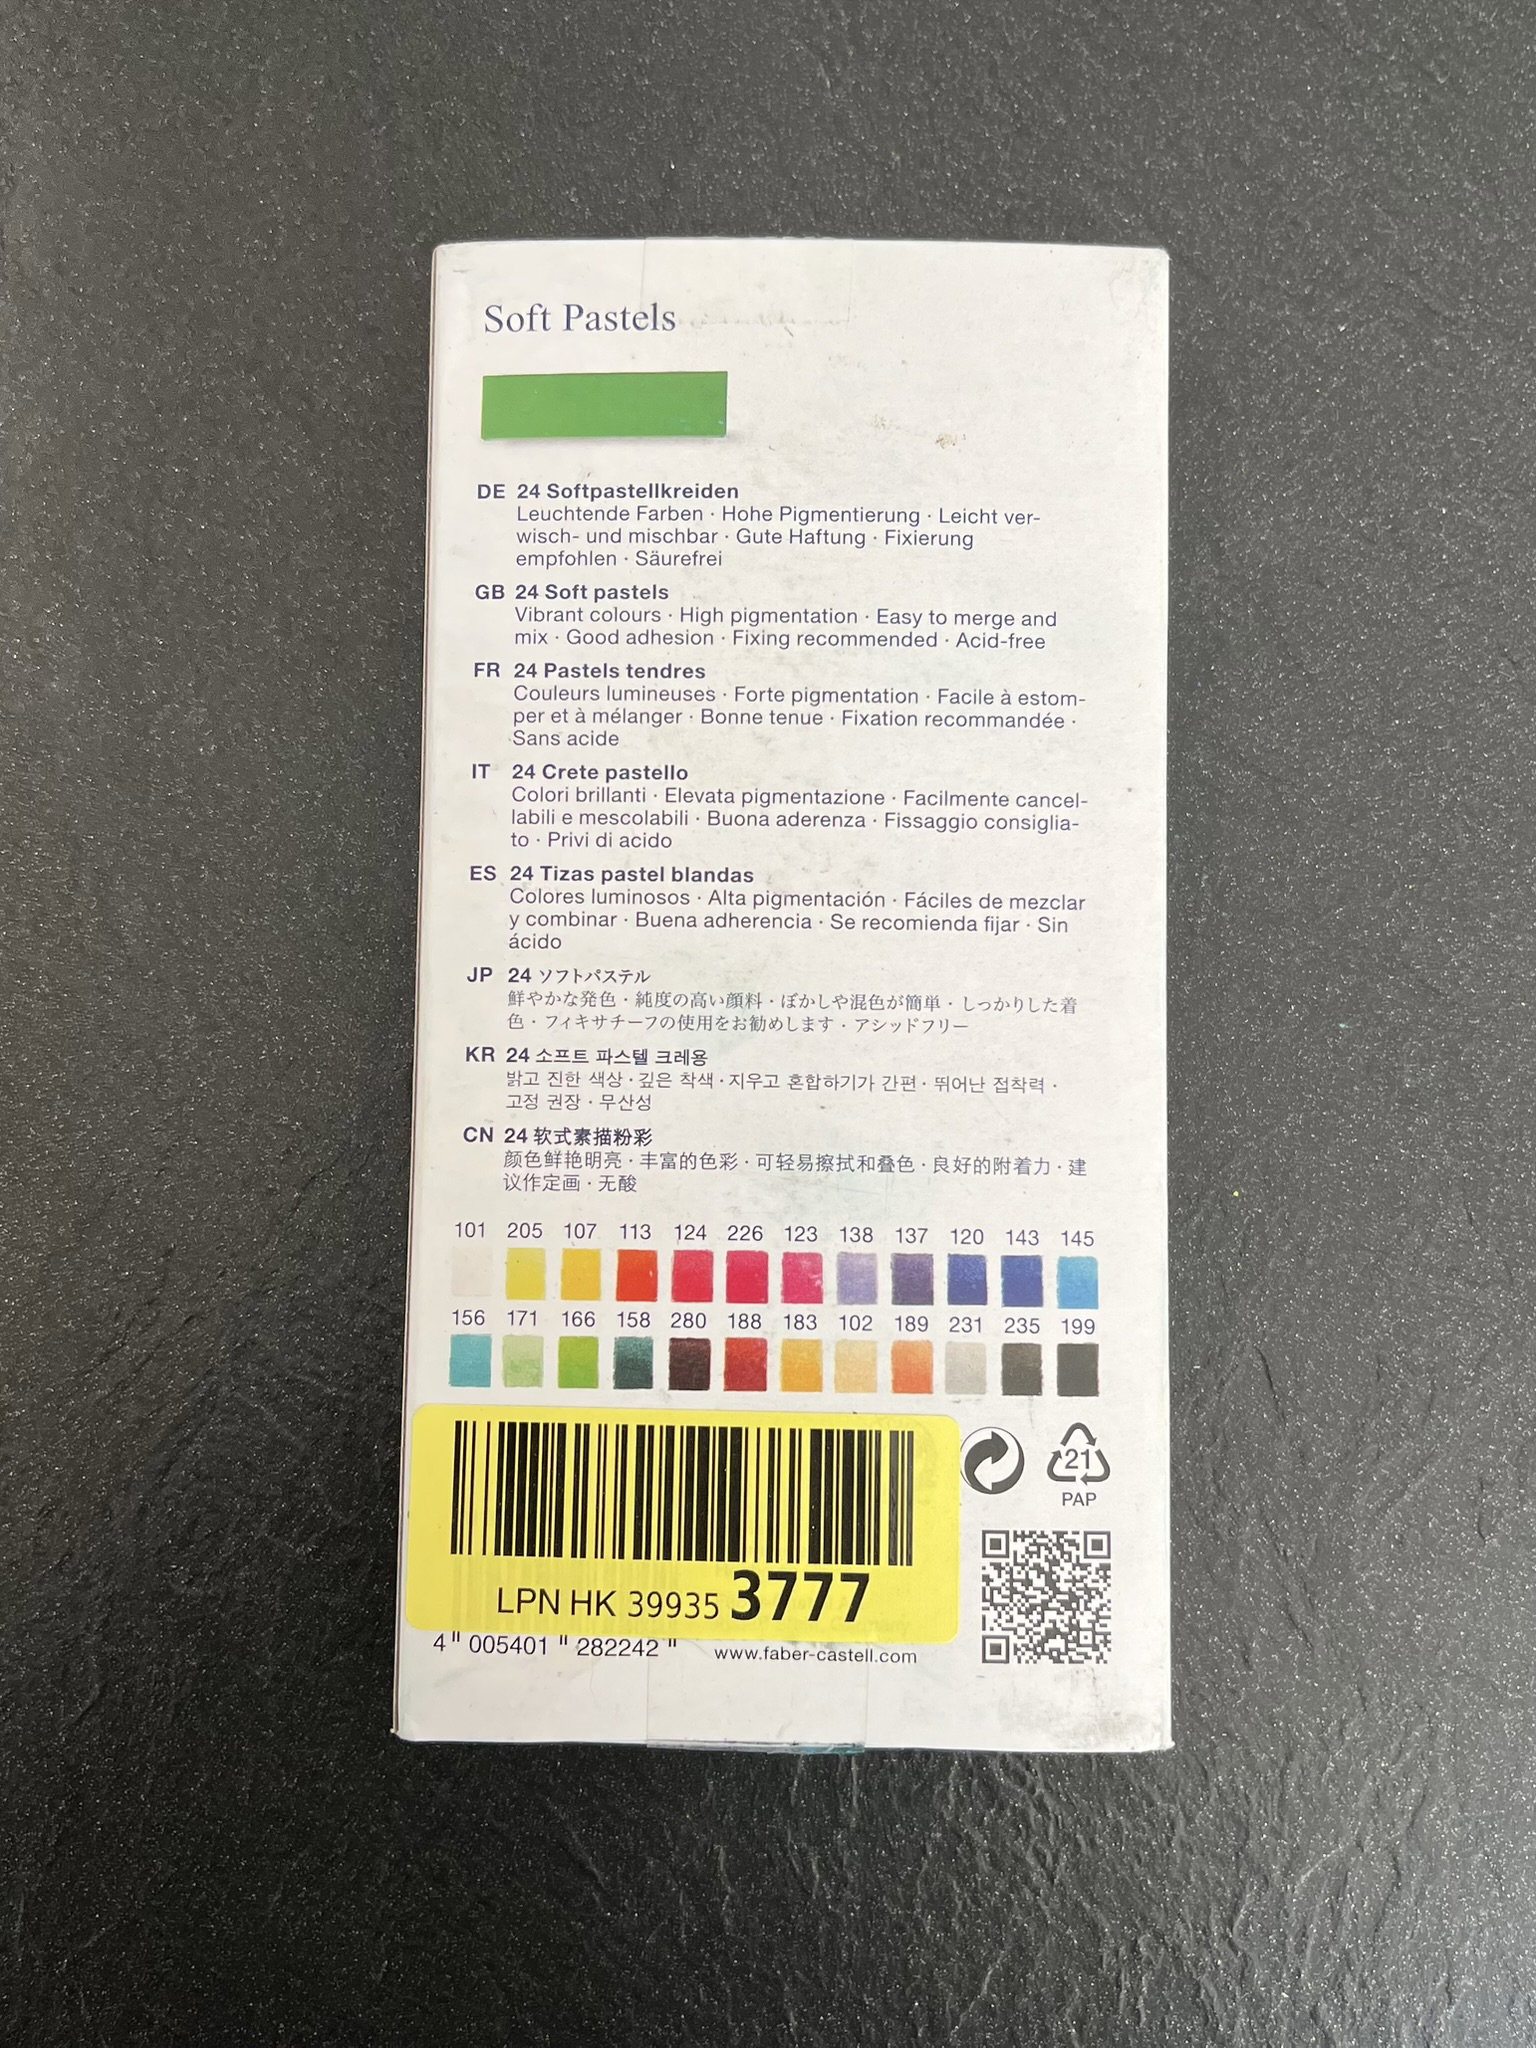 Soft Pastels
DE 24 Softpastellkreiden
Leuchtende Farben · Hohe Pigmentierung · Leicht ver-
wisch- und mischbar · Gute Haftung · Fixierung
empfohlen · Säurefrei
GB 24 Soft pastels
Vibrant colours · High pigmentation · Easy to merge and
mix · Good adhesion · Fixing recommended · Acid-free
FR 24 Pastels tendres
Couleurs lumineuses · Forte pigmentation · Facile à estom-
per et à mélanger · Bonne tenue · Fixation recommandée ·
Sans acide
IT 24 Crete pastello
Colori brillanti · Elevata pigmentazione · Facilmente cancel-
labili e mescolabili · Buona aderenza · Fissaggio consiglia-
to · Privi di acido
ES 24 Tizas pastel blandas
Colores luminosos · Alta pigmentación · Fáciles de mezclar
y combinar · Buena adherencia · Se recomienda fijar · Sin
ácido
JP 24 ソフトパステル
鮮やかな発色・純度の高い顔料・ぼかしや混色が簡単・しっかりした着
色・フィキサチーフの使用をお勧めします・アシッドフリー
KR 24 소프트 파스텔 크레용
밝고 진한 색상 · 깊은 착색 · 지우고 혼합하기가 간편 · 뛰어난 접착력 ·
고정 권장 · 무산성
CN 24 软式素描粉彩
颜色鲜艳明亮 · 丰富的色彩 · 可轻易擦拭和叠色 · 良好的附着力 · 建
议作定画 · 无酸
101 205 107 113 124 226 123 138 137 120 143 145
156 171 166 158 280 188 183 102 189 231 235 199
21
PAP
LPN HK 39935 3777
4 005401 282242
www.faber-castell.com